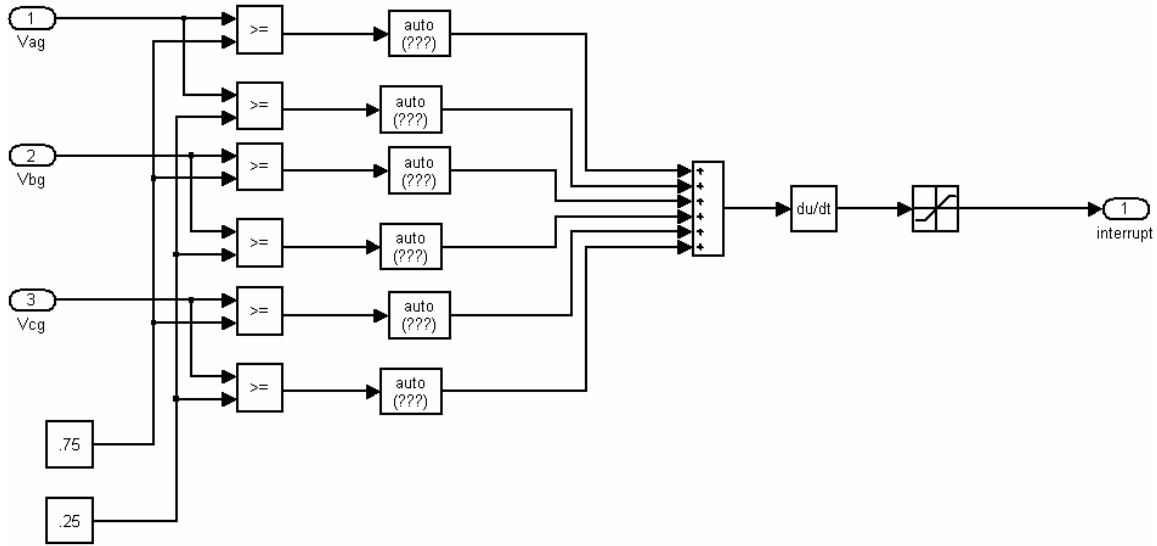 1
Vag
>=
auto
(???)
>=
auto
(???)
2
Vbg
>=
auto
(???)
+
+
+
+
+
+
du/dt
1
interrupt
>=
auto
(???)
3
Vcg
>=
auto
(???)
>=
auto
(???)
.75
.25